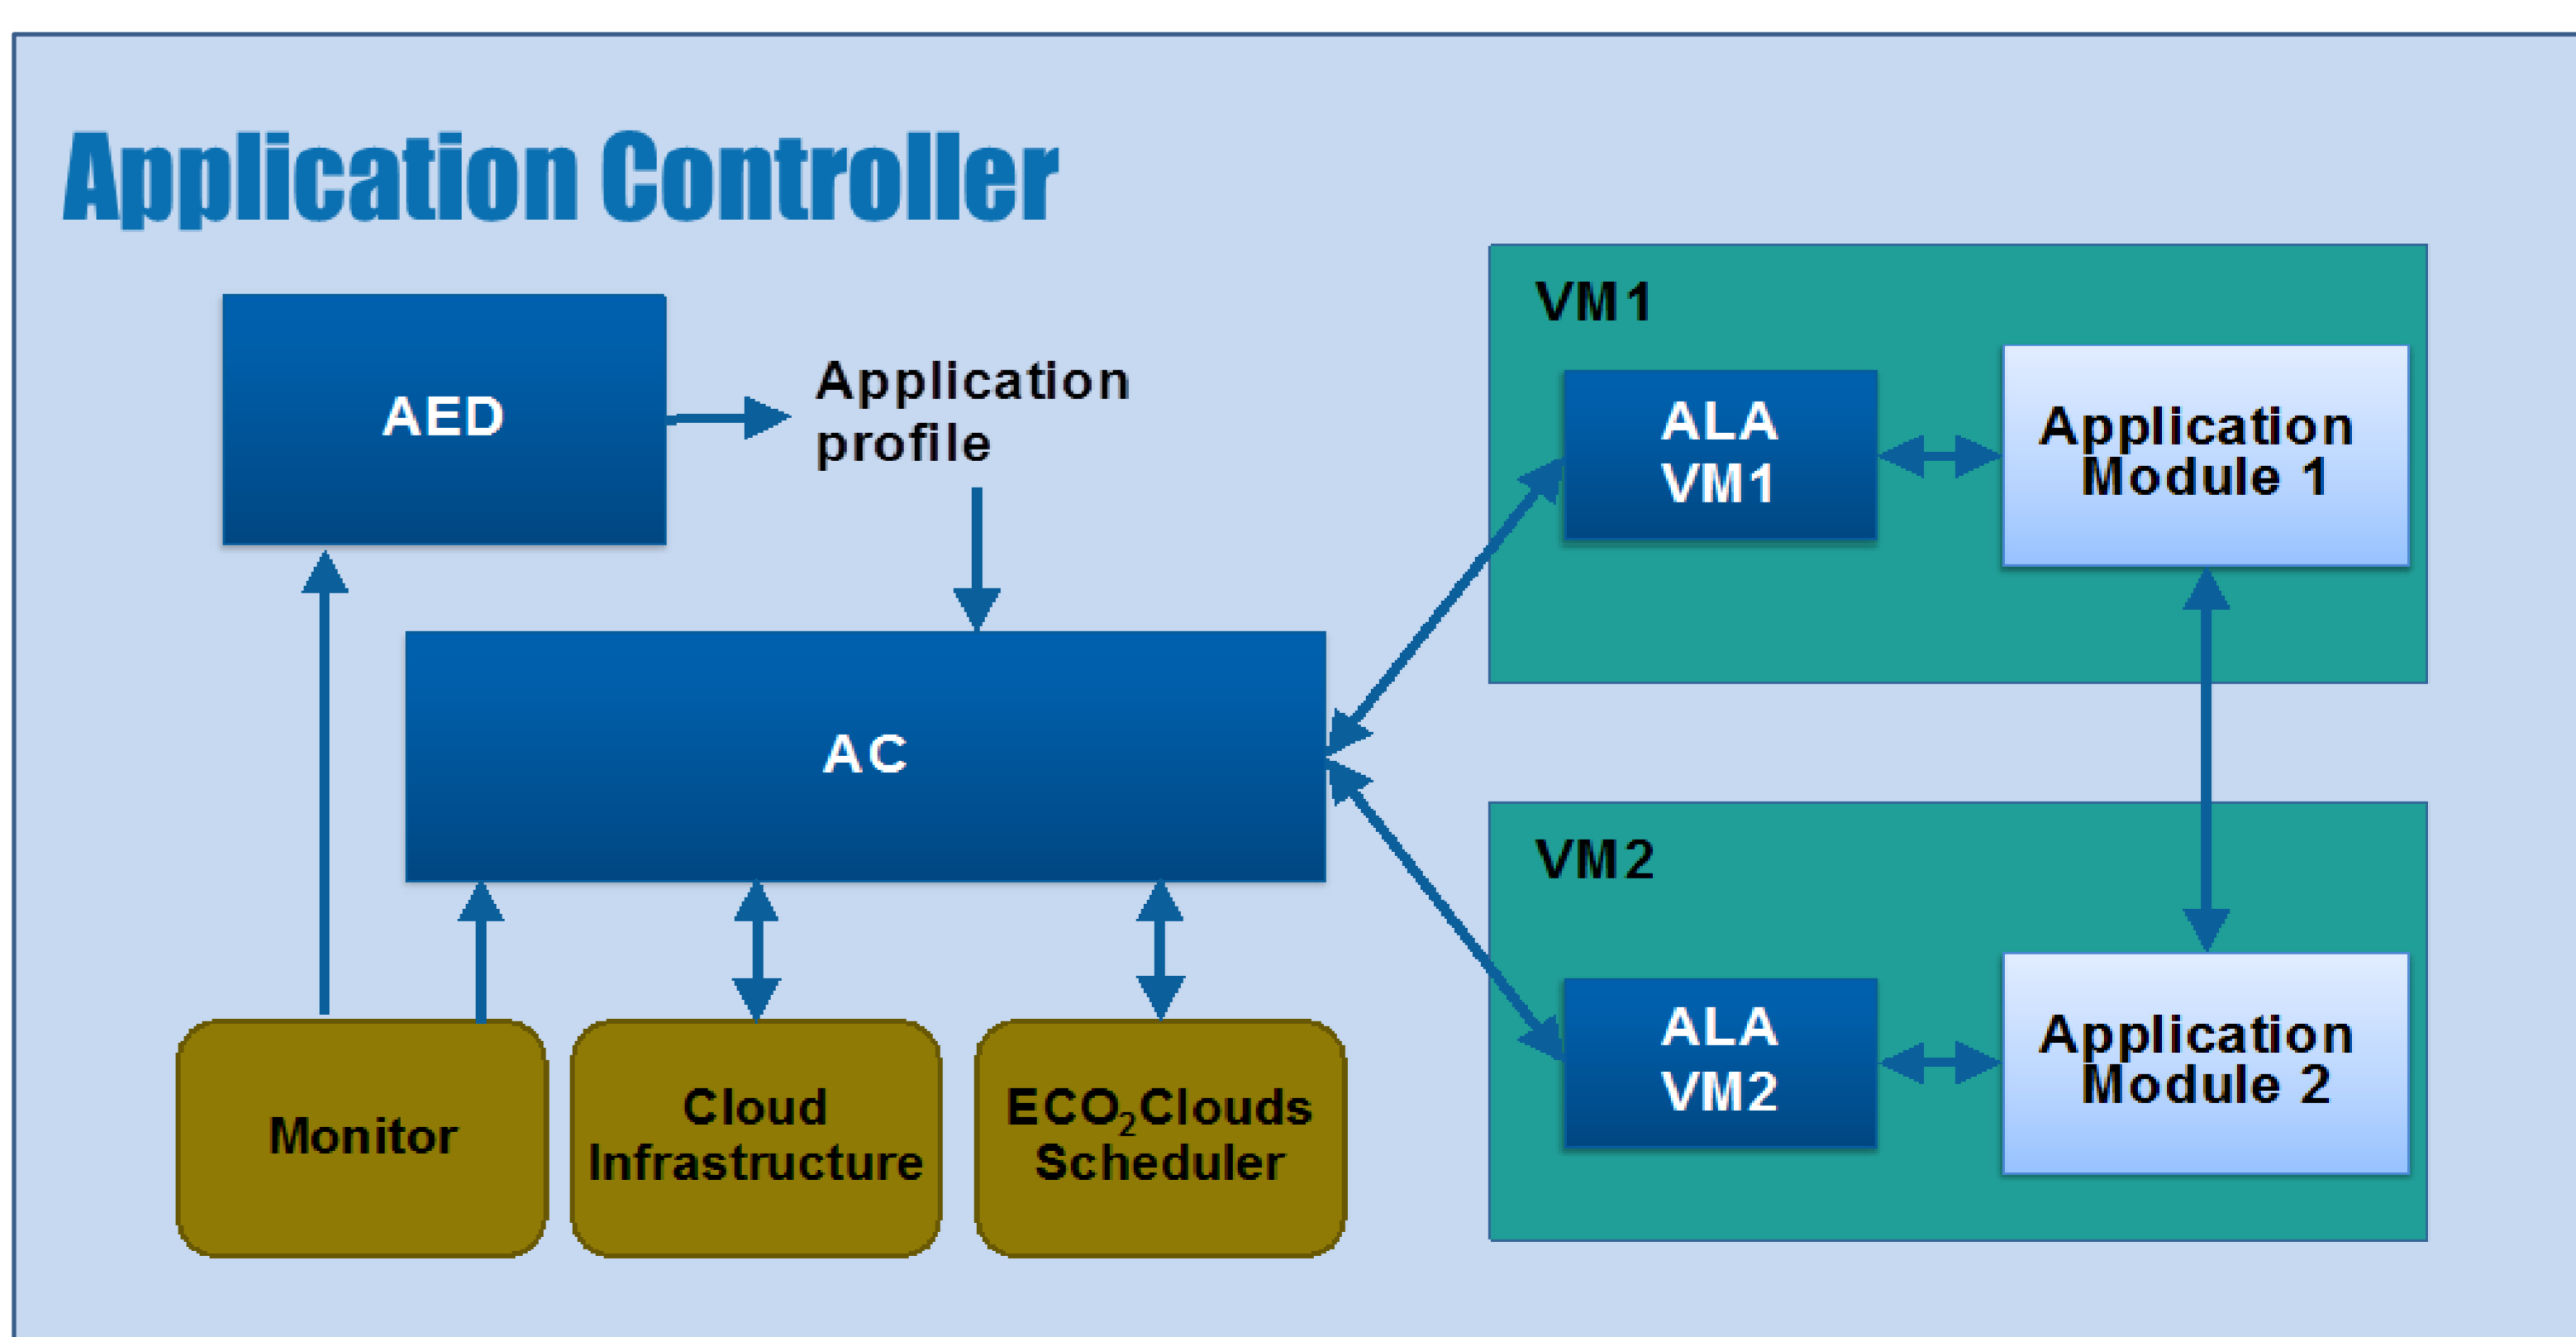 Application Controller
AED
Application
profile
AC
Monitor
Cloud
Infrastructure
ECO₂Clouds
Scheduler
VM1
ALA
VM1
Application
Module 1
VM2
ALA
VM2
Application
Module 2